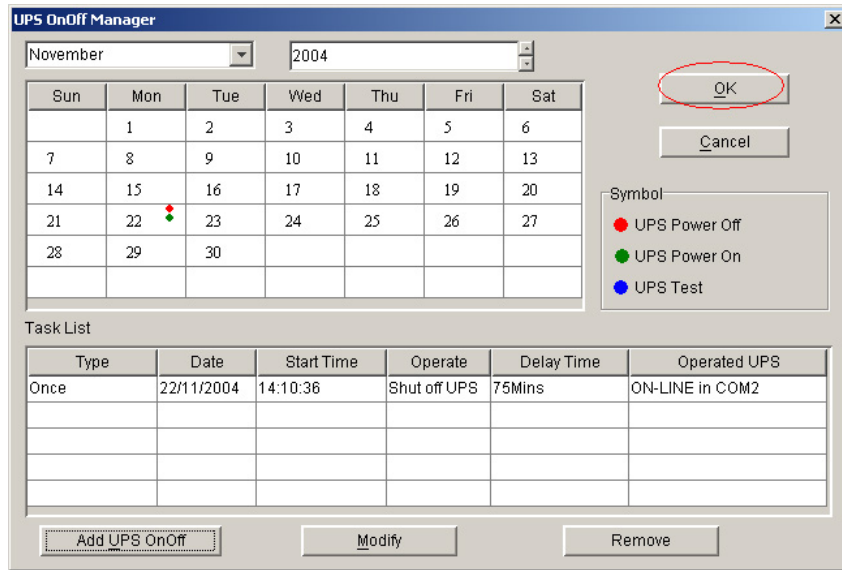 UPS OnOff Manager
November 2004
OK
Sun Mon Tue Wed Thu Fri Sat
1 2 3 4 5 6
Cancel
7 8 9 10 11 12 13
14 15 16 17 18 19 20
Symbol
21 22 23 24 25 26 27
UPS Power Off
28 29 30
UPS Power On
UPS Test
Task List
Type Date Start Time Operate Delay Time Operated UPS
Once 22/11/2004 14:10:36 Shut off UPS 75Mins ON-LINE in COM2
Add UPS OnOff Modify Remove